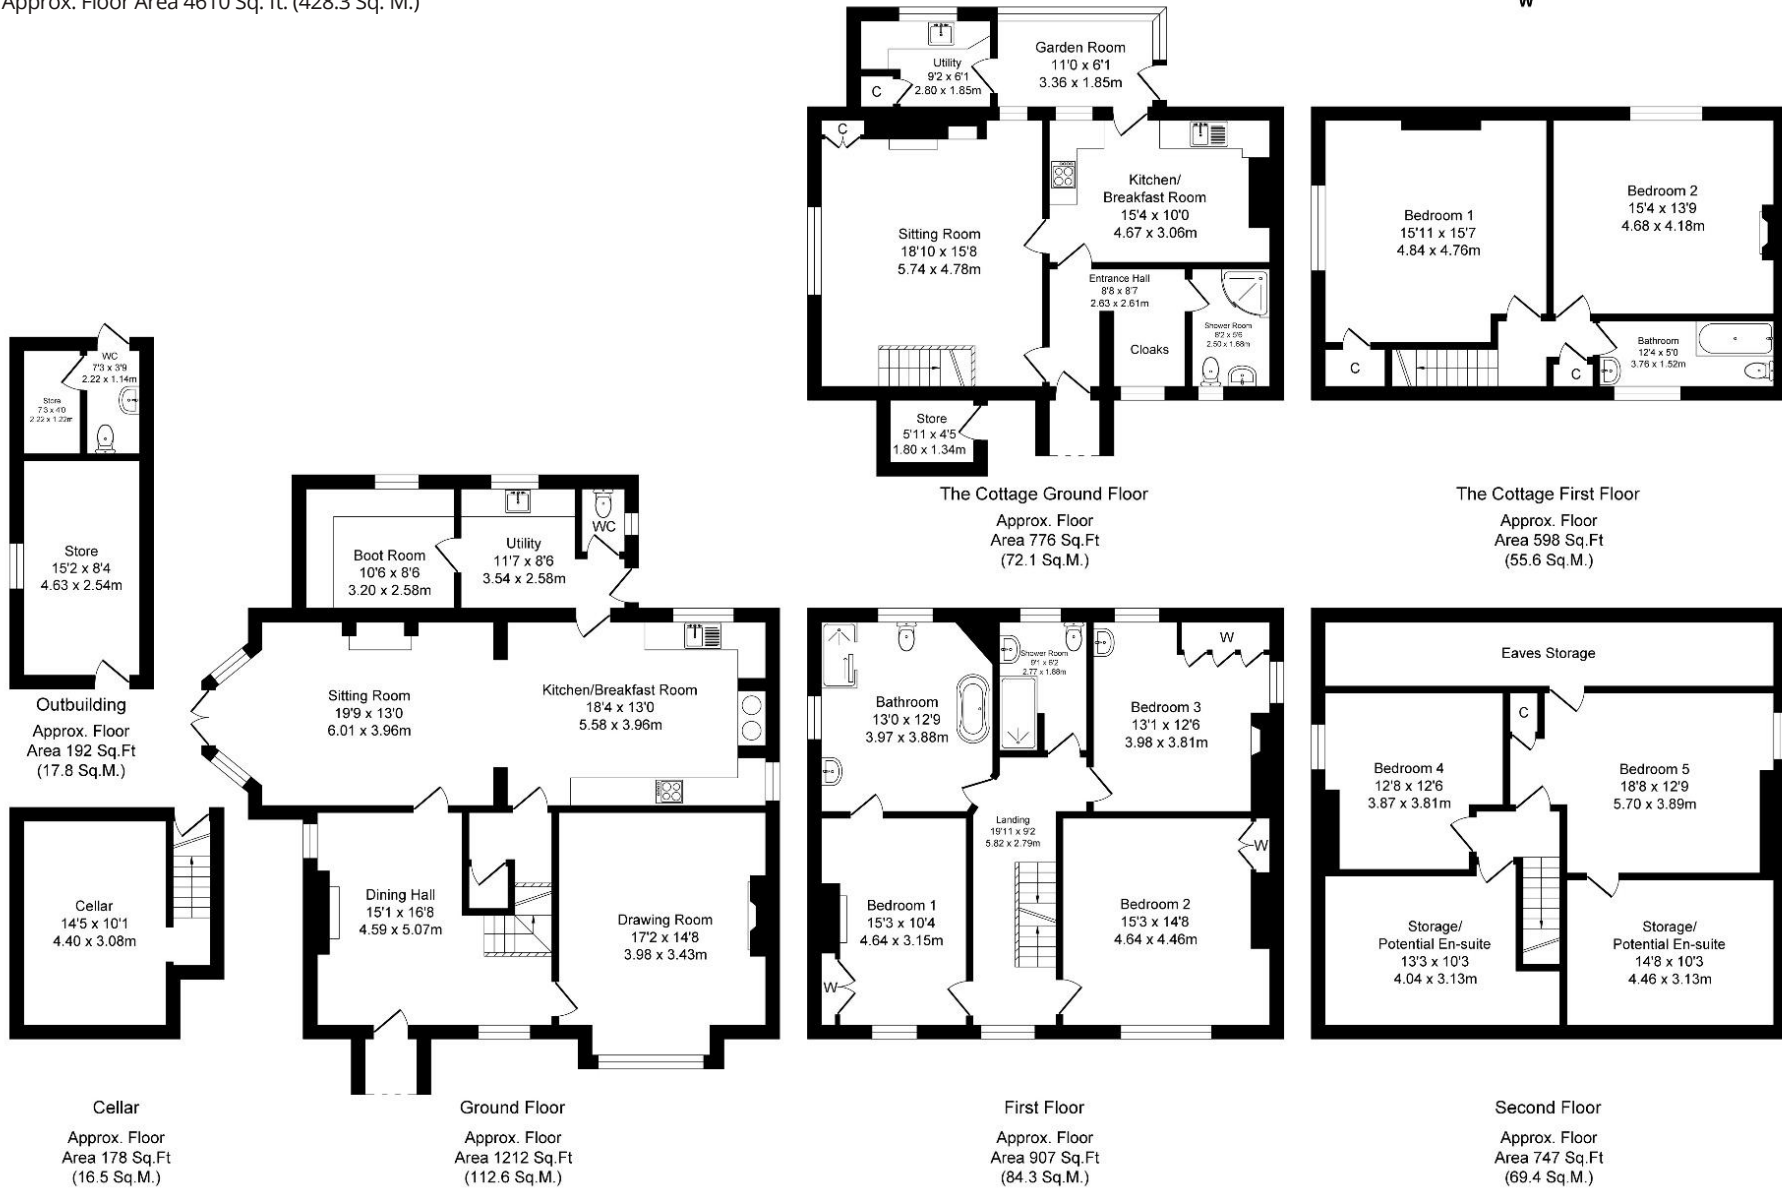 Approx. Floor Area 4610 Sq. ft. (428.3 Sq. M.)
W
Utility
9'2 x 6'1
2.80 x 1.85m
C
Garden Room
11'0 x 6'1
3.36 x 1.85m
C
Sitting Room
18'10 x 15'8
5.74 x 4.78m
Kitchen/
Breakfast Room
15'4 x 10'0
4.67 x 3.06m
Entrance Hall
8'8 x 8'7
2.63 x 2.61m
Cloaks
Shower Room
8'2 x 5'6
2.50 x 1.68m
Store
5'11 x 4'5
1.80 x 1.34m
The Cottage Ground Floor
Approx. Floor
Area 776 Sq.Ft
(72.1 Sq.M.)
Bedroom 1
15'11 x 15'7
4.84 x 4.76m
Bedroom 2
15'4 x 13'9
4.68 x 4.18m
C
C
Bathroom
12'4 x 5'0
3.76 x 1.52m
The Cottage First Floor
Approx. Floor
Area 598 Sq.Ft
(55.6 Sq.M.)
WC
7'3 x 3'9
2.22 x 1.14m
Store
7'3 x 4'0
2.22 x 1.22m
Store
15'2 x 8'4
4.63 x 2.54m
Outbuilding
Approx. Floor
Area 192 Sq.Ft
(17.8 Sq.M.)
Cellar
14'5 x 10'1
4.40 x 3.08m
Cellar
Approx. Floor
Area 178 Sq.Ft
(16.5 Sq.M.)
Boot Room
10'6 x 8'6
3.20 x 2.58m
Utility
11'7 x 8'6
3.54 x 2.58m
WC
Sitting Room
19'9 x 13'0
6.01 x 3.96m
Kitchen/Breakfast Room
18'4 x 13'0
5.58 x 3.96m
Dining Hall
15'1 x 16'8
4.59 x 5.07m
Drawing Room
17'2 x 14'8
3.98 x 3.43m
Ground Floor
Approx. Floor
Area 1212 Sq.Ft
(112.6 Sq.M.)
Bathroom
13'0 x 12'9
3.97 x 3.88m
Shower Room
9'1 x 6'2
2.77 x 1.88m
W
Bedroom 3
13'1 x 12'6
3.98 x 3.81m
Landing
19'11 x 9'2
5.82 x 2.79m
W
Bedroom 1
15'3 x 10'4
4.64 x 3.15m
W
Bedroom 2
15'3 x 14'8
4.64 x 4.46m
First Floor
Approx. Floor
Area 907 Sq.Ft
(84.3 Sq.M.)
Eaves Storage
C
Bedroom 4
12'8 x 12'6
3.87 x 3.81m
Bedroom 5
18'8 x 12'9
5.70 x 3.89m
Storage/
Potential En-suite
13'3 x 10'3
4.04 x 3.13m
Storage/
Potential En-suite
14'8 x 10'3
4.46 x 3.13m
Second Floor
Approx. Floor
Area 747 Sq.Ft
(69.4 Sq.M.)